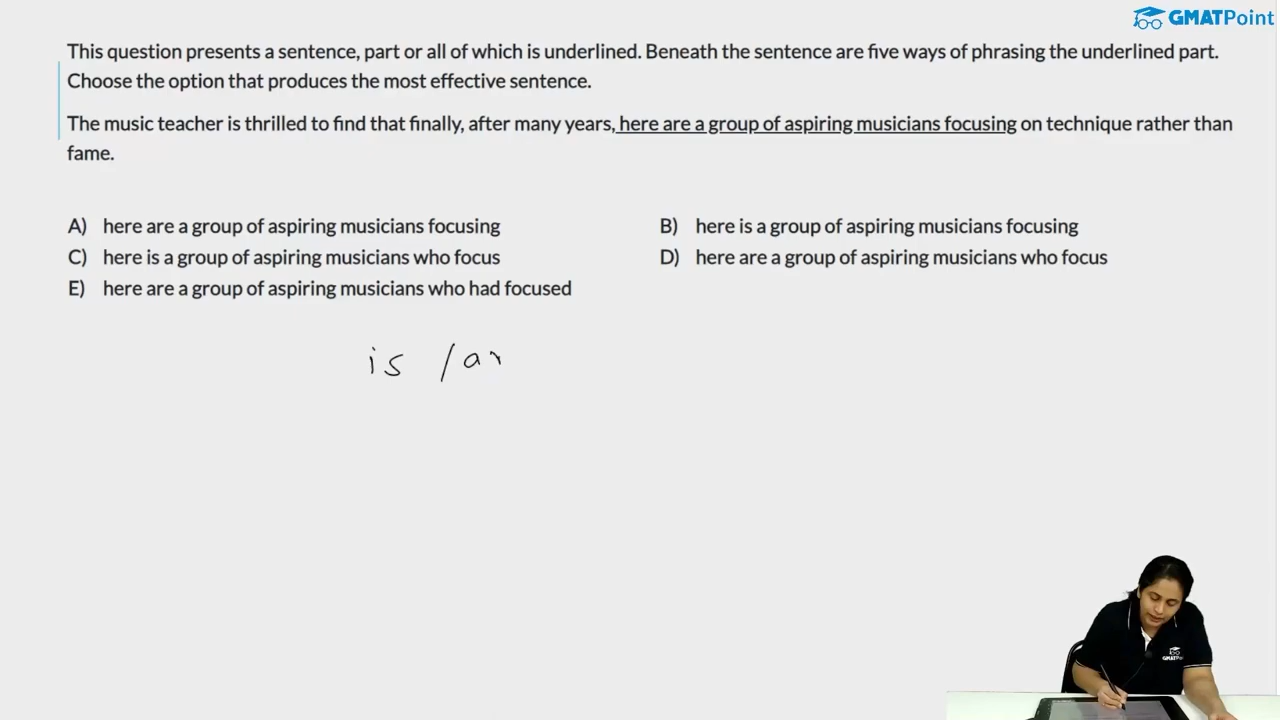 GMATPoint
This question presents a sentence, part or all of which is underlined. Beneath the sentence are five ways of phrasing the underlined part.
Choose the option that produces the most effective sentence.
The music teacher is thrilled to find that finally, after many years, here are a group of aspiring musicians focusing on technique rather than
fame.
A) here are a group of aspiring musicians focusing
B) here is a group of aspiring musicians focusing
C) here is a group of aspiring musicians who focus
D) here are a group of aspiring musicians who focus
E) here are a group of aspiring musicians who had focused
is / ar
GMATPo